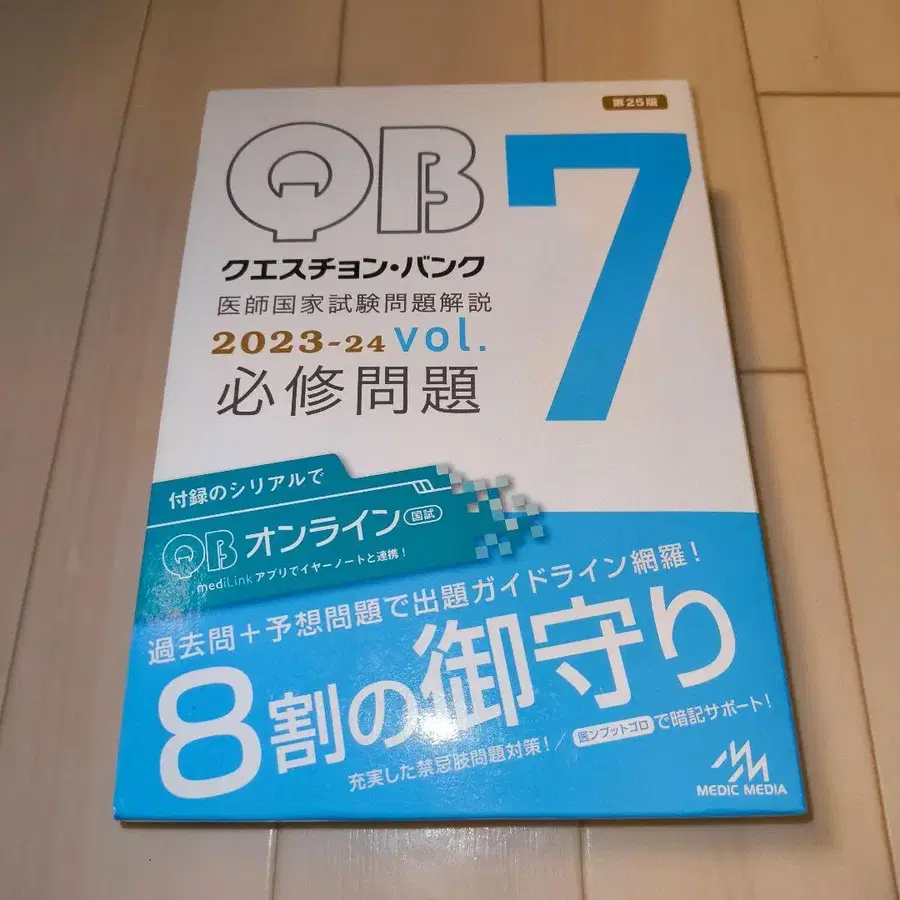 第25版
QB
7
クエスチョン・バンク
医師国家試験問題解説
2023-24 vol.
必修問題
付録のシリアルで
QB オンライン 国試
mediLinkアプリでイヤーノートと連携！
過去問＋予想問題で出題ガイドライン網羅！
8割の御守り
充実した禁忌肢問題対策！／医ンプットゴロで暗記サポート！
MEDIC MEDIA